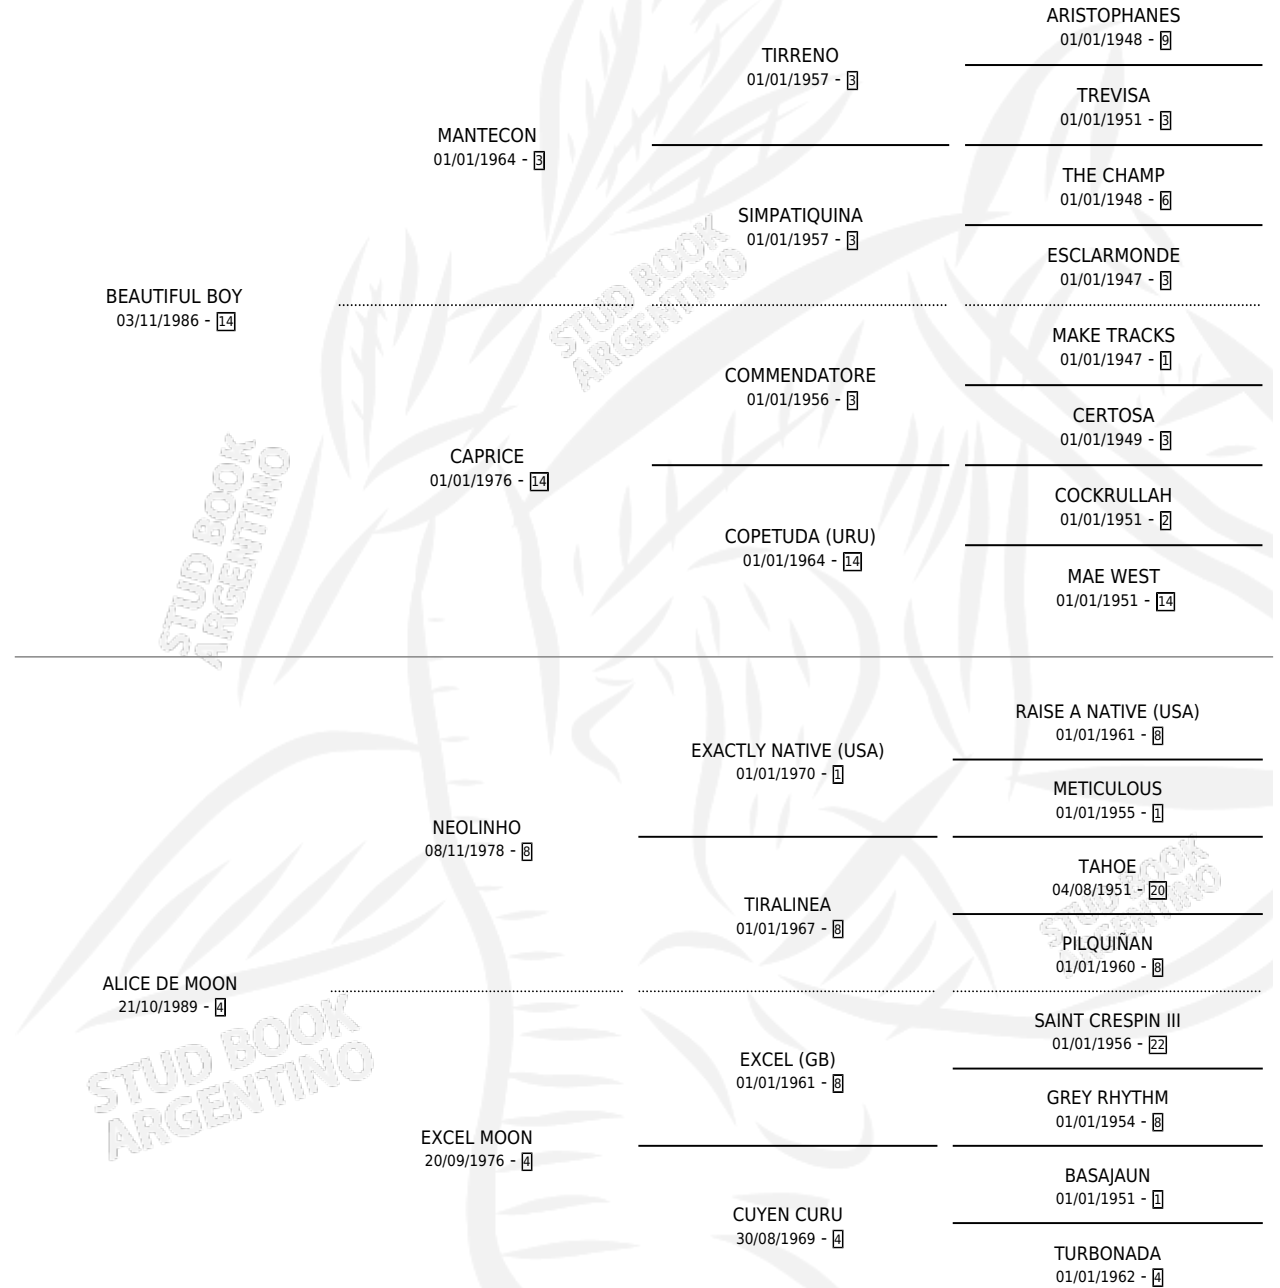 ARISTOPHANES
01/01/1948 - 9
TIRRENO
01/01/1957 - 3
TREVISA
01/01/1951 - 3
MANTECON
01/01/1964 - 3
THE CHAMP
01/01/1948 - 6
SIMPATIQUINA
01/01/1957 - 3
ESCLARMONDE
01/01/1947 - 3
BEAUTIFUL BOY
03/11/1986 - 14
STUD BOOK
ARGENTINO
MAKE TRACKS
01/01/1947 - 1
COMMENDATORE
01/01/1956 - 3
CERTOSA
01/01/1949 - 3
CAPRICE
01/01/1976 - 14
COCKRULLAH
01/01/1951 - 2
COPETUDA (URU)
01/01/1964 - 14
MAE WEST
01/01/1951 - 14
STUD BOOK
ARGENTINO
RAISE A NATIVE (USA)
01/01/1961 - 8
EXACTLY NATIVE (USA)
01/01/1970 - 1
METICULOUS
01/01/1955 - 1
NEOLINHO
08/11/1978 - 8
TAHOE
04/08/1951 - 20
TIRALINEA
01/01/1967 - 8
PILQUIÑAN
01/01/1960 - 8
STUD BOOK
ARGENTINO
ALICE DE MOON
21/10/1989 - 4
SAINT CRESPIN III
01/01/1956 - 22
EXCEL (GB)
01/01/1961 - 8
GREY RHYTHM
01/01/1954 - 8
STUD BOOK
ARGENTINO
EXCEL MOON
20/09/1976 - 4
BASAJAUN
01/01/1951 - 1
CUYEN CURU
30/08/1969 - 4
TURBONADA
01/01/1962 - 4